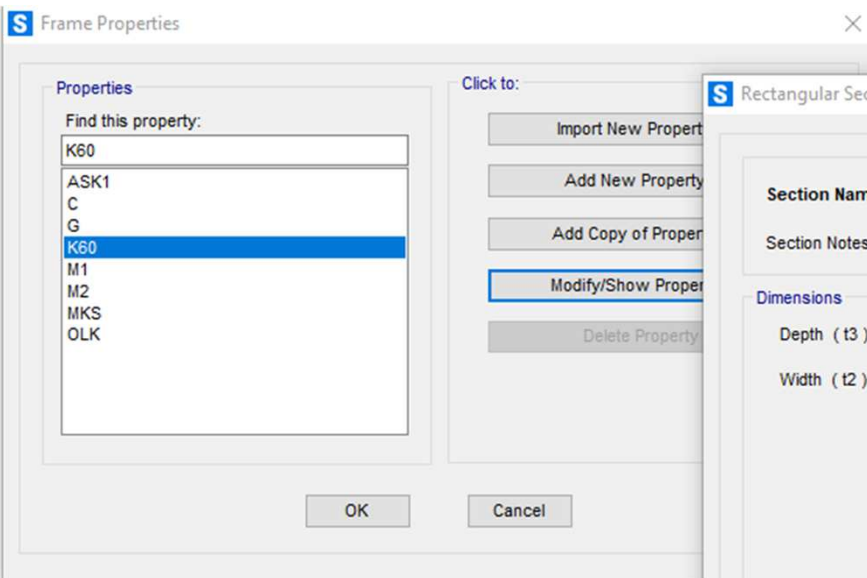 S Frame Properties
Properties
Find this property:
K60
ASK1
C
G
K60
M1
M2
MKS
OLK
Click to:
Import New Propert
Add New Property
Add Copy of Proper
Modify/Show Proper
Delete Property
OK
Cancel
S Rectangular Sec
Section Nam
Section Notes
Dimensions
Depth ( t3 )
Width ( t2 )